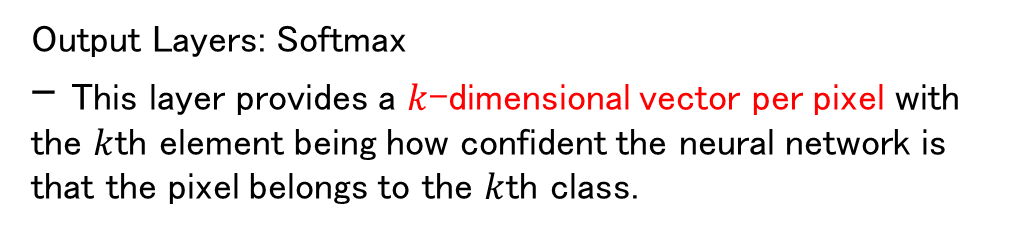 Output Layers: Softmax
– This layer provides a k-dimensional vector per pixel with
the kth element being how confident the neural network is
that the pixel belongs to the kth class.